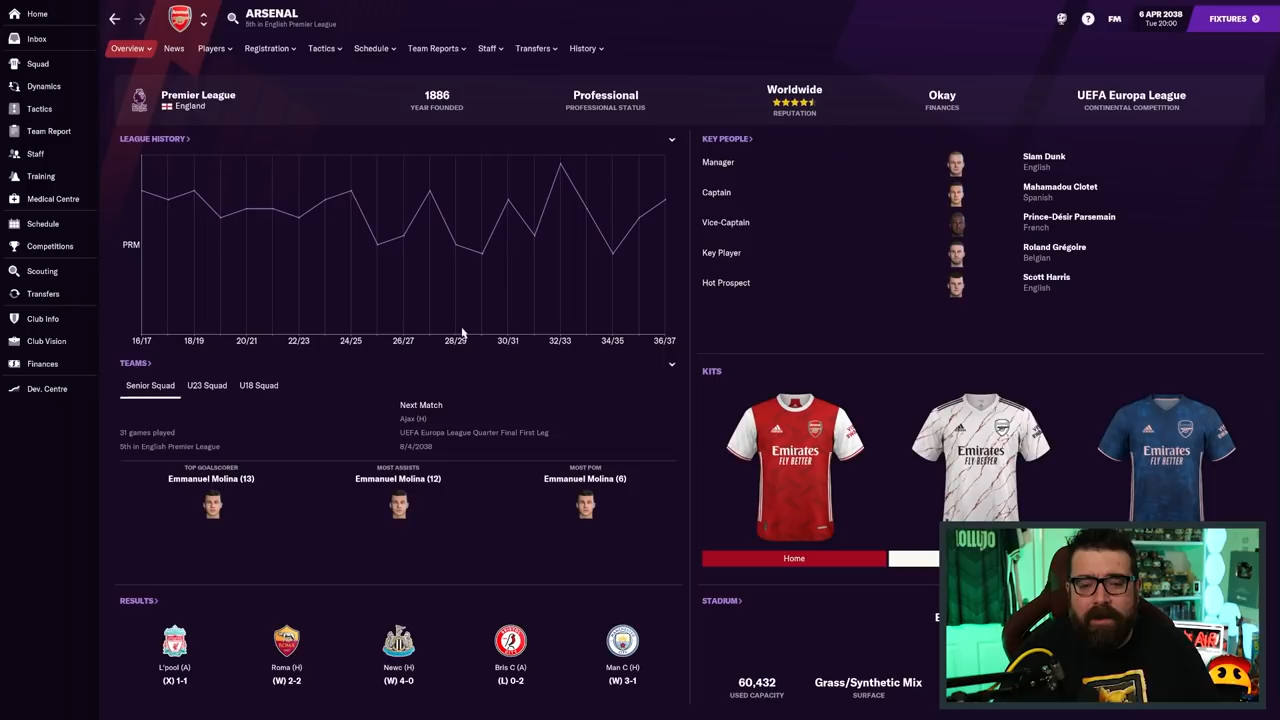 Home
Inbox
Squad
Dynamics
Tactics
Team Report
Staff
Training
Medical Centre
Schedule
Competitions
Scouting
Transfers
Club Info
Club Vision
Finances
Dev. Centre
ARSENAL
5th in English Premier League
FM
6 APR 2038
Tue 20:00
FIXTURES
Overview
News
Players
Registration
Tactics
Schedule
Team Reports
Staff
Transfers
History
Premier League
England
1886
YEAR FOUNDED
Professional
PROFESSIONAL STATUS
Worldwide
REPUTATION
Okay
FINANCES
UEFA Europa League
CONTINENTAL COMPETITION
LEAGUE HISTORY
PRM
16/17 18/19 20/21 22/23 24/25 26/27 28/29 30/31 32/33 34/35 36/37
TEAMS
Senior Squad U23 Squad U18 Squad
Next Match
Ajax (H)
31 games played
UEFA Europa League Quarter Final First Leg
5th in English Premier League
8/4/2038
TOP GOALSCORER
Emmanuel Molina (13)
MOST ASSISTS
Emmanuel Molina (12)
MOST POM
Emmanuel Molina (6)
RESULTS
L'pool (A)
(X) 1-1
Roma (H)
(W) 2-2
Newc (H)
(W) 4-0
Bris C (A)
(L) 0-2
Man C (H)
(W) 3-1
KEY PEOPLE
Manager
Slam Dunk
English
Captain
Mahamadou Clotet
Spanish
Vice-Captain
Prince-Désir Parsemain
French
Key Player
Roland Grégoire
Belgian
Hot Prospect
Scott Harris
English
KITS
Emirates
FLY BETTER
Emirates
FLY BETTER
Emirates
FLY BETTER
Home
STADIUM
60,432
USED CAPACITY
Grass/Synthetic Mix
SURFACE